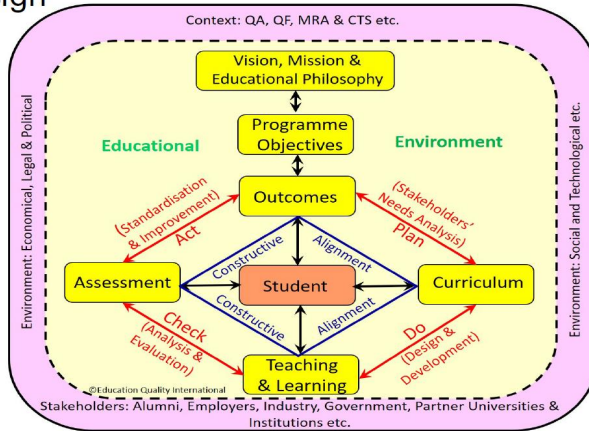 Context: QA, QF, MRA & CTS etc.
Vision, Mission &
Educational Philosophy
Programme
Objectives
Educational
Environment
Outcomes
(Standardisation
& Improvement)
Act
(Stakeholders'
Needs Analysis)
Plan
Constructive
Alignment
Assessment
Student
Curriculum
Constructive
Alignment
Check
(Analysis &
Evaluation)
Do
(Design &
Development)
Teaching
& Learning
©Education Quality International
Environment: Economical, Legal & Political
Environment: Social and Technological etc.
Stakeholders: Alumni, Employers, Industry, Government, Partner Universities &
Institutions etc.